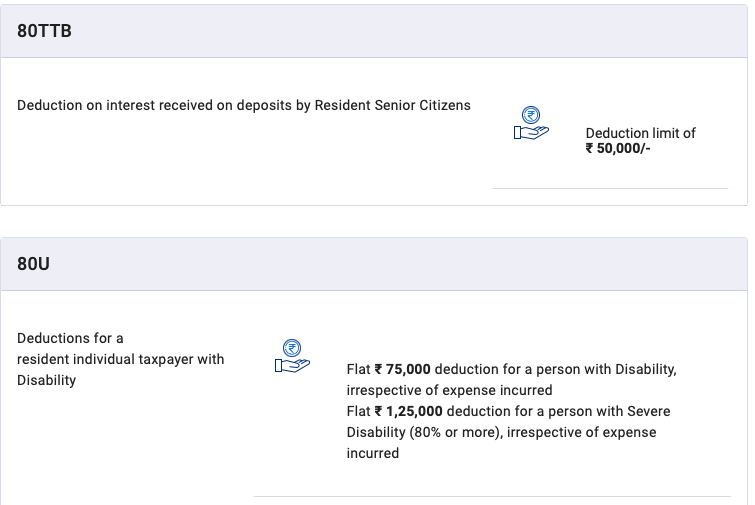 80TTB
Deduction on interest received on deposits by Resident Senior Citizens
₹
Deduction limit of
₹ 50,000/-
80U
Deductions for a
resident individual taxpayer with
Disability
₹
Flat ₹ 75,000 deduction for a person with Disability,
irrespective of expense incurred
Flat ₹ 1,25,000 deduction for a person with Severe
Disability (80% or more), irrespective of expense
incurred